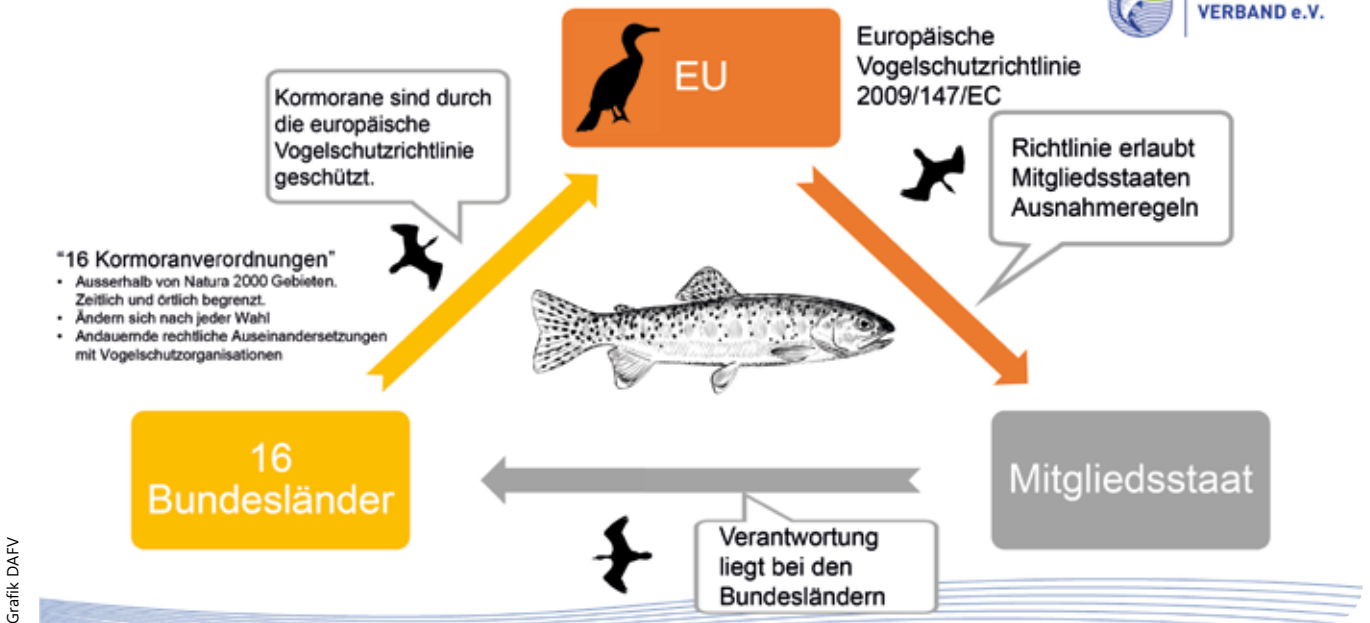 VERBAND e.V.
EU
Europäische
Vogelschutzrichtlinie
2009/147/EC
Kormorane sind durch
die europäische
Vogelschutzrichtlinie
geschützt.
Richtlinie erlaubt
Mitgliedsstaaten
Ausnahmeregeln
"16 Kormoranverordnungen"
• Ausserhalb von Natura 2000 Gebieten.
Zeitlich und örtlich begrenzt.
• Ändern sich nach jeder Wahl
• Andauernde rechtliche Auseinandersetzungen
mit Vogelschutzorganisationen
16
Bundesländer
Mitgliedsstaat
Verantwortung
liegt bei den
Bundesländern
Grafik DAFV